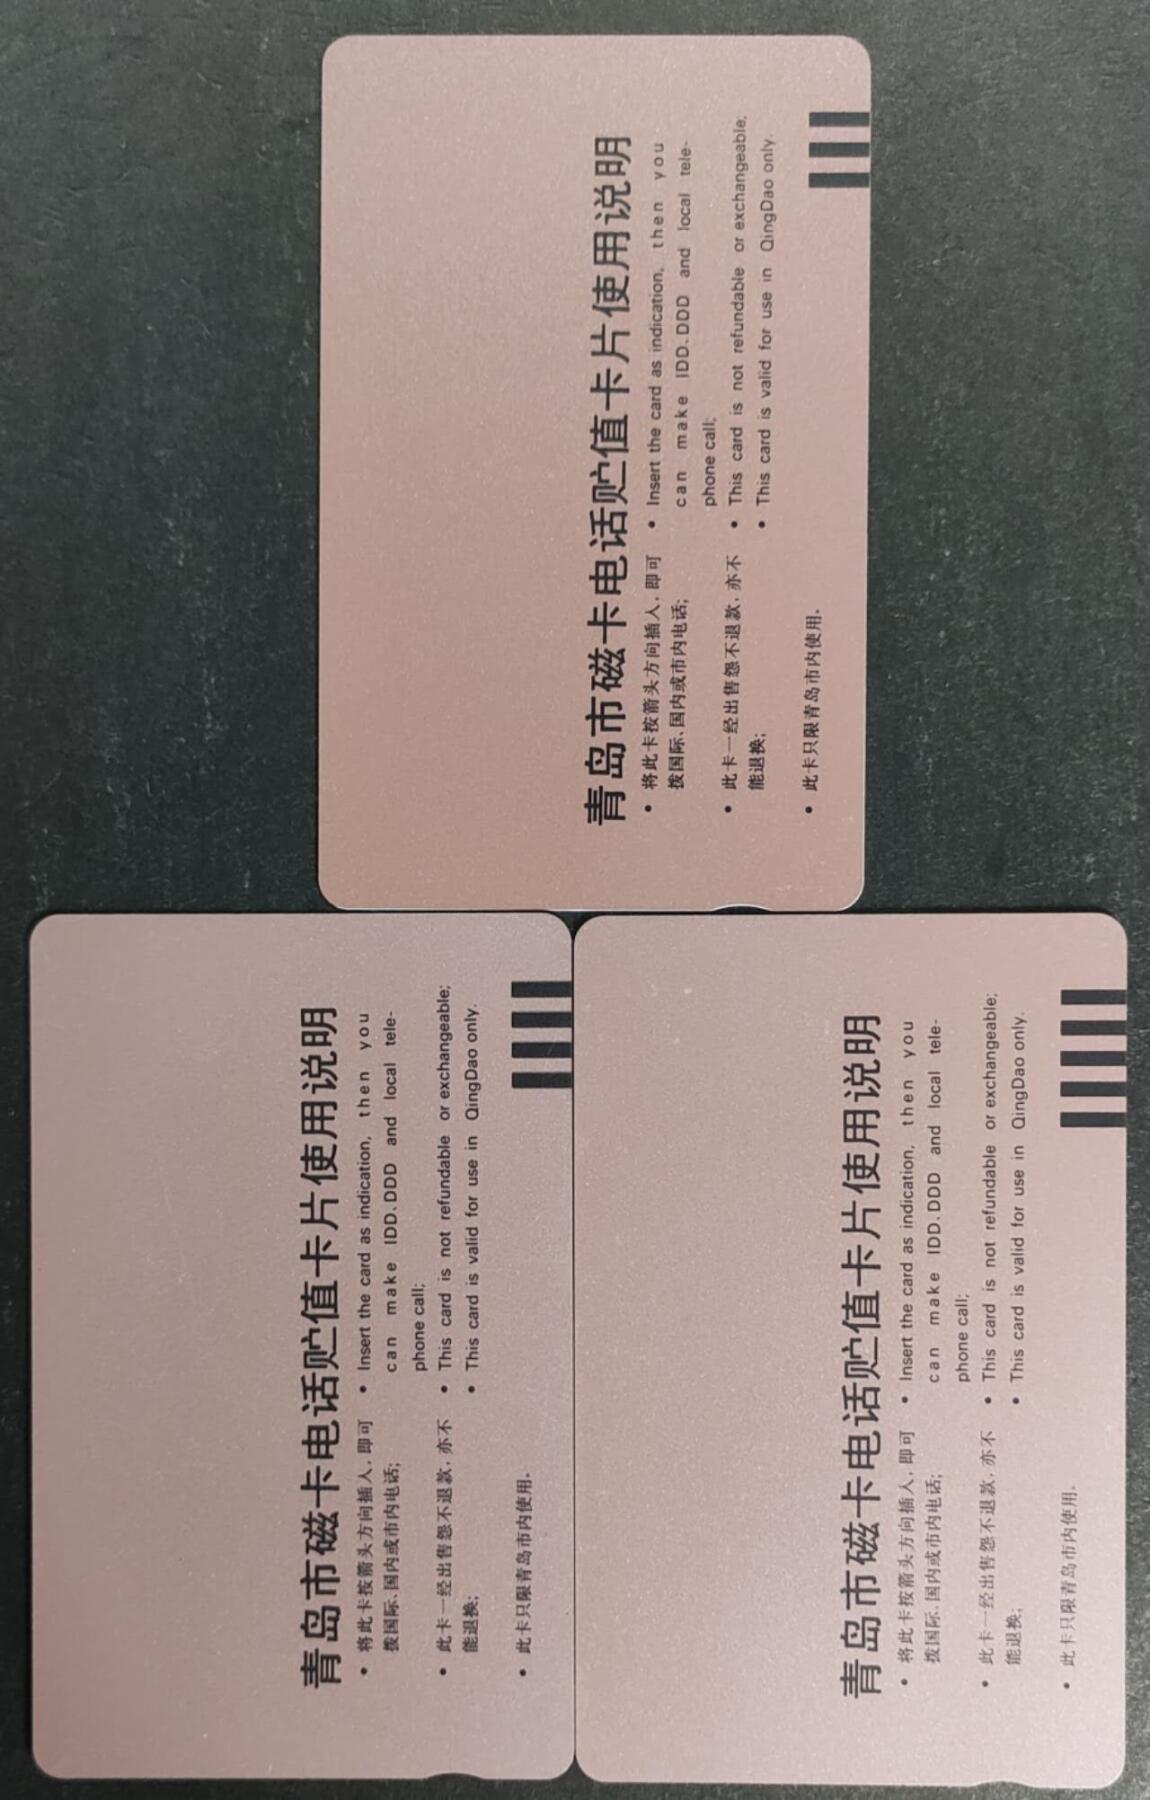 青岛市磁卡电话贮值卡片使用说明
• 将此卡按箭头方向插人，即可
拨国际、国内或市内电话；
• 此卡一经出售怨不退款，亦不
能退换；
• 此卡只限青岛市内使用。
• Insert the card as indication, then you
can make IDD.DDD and local tele-
phone call;
• This card is not refundable or exchangeable;
• This card is valid for use in QingDao only.
青岛市磁卡电话贮值卡片使用说明
• 将此卡按箭头方向插人，即可
拨国际、国内或市内电话；
• 此卡一经出售怨不退款，亦不
能退换；
• 此卡只限青岛市内使用。
• Insert the card as indication, then you
can make IDD.DDD and local tele-
phone call;
• This card is not refundable or exchangeable;
• This card is valid for use in QingDao only.
青岛市磁卡电话贮值卡片使用说明
• 将此卡按箭头方向插人，即可
拨国际、国内或市内电话；
• 此卡一经出售怨不退款，亦不
能退换；
• 此卡只限青岛市内使用。
• Insert the card as indication, then you
can make IDD.DDD and local tele-
phone call;
• This card is not refundable or exchangeable;
• This card is valid for use in QingDao only.